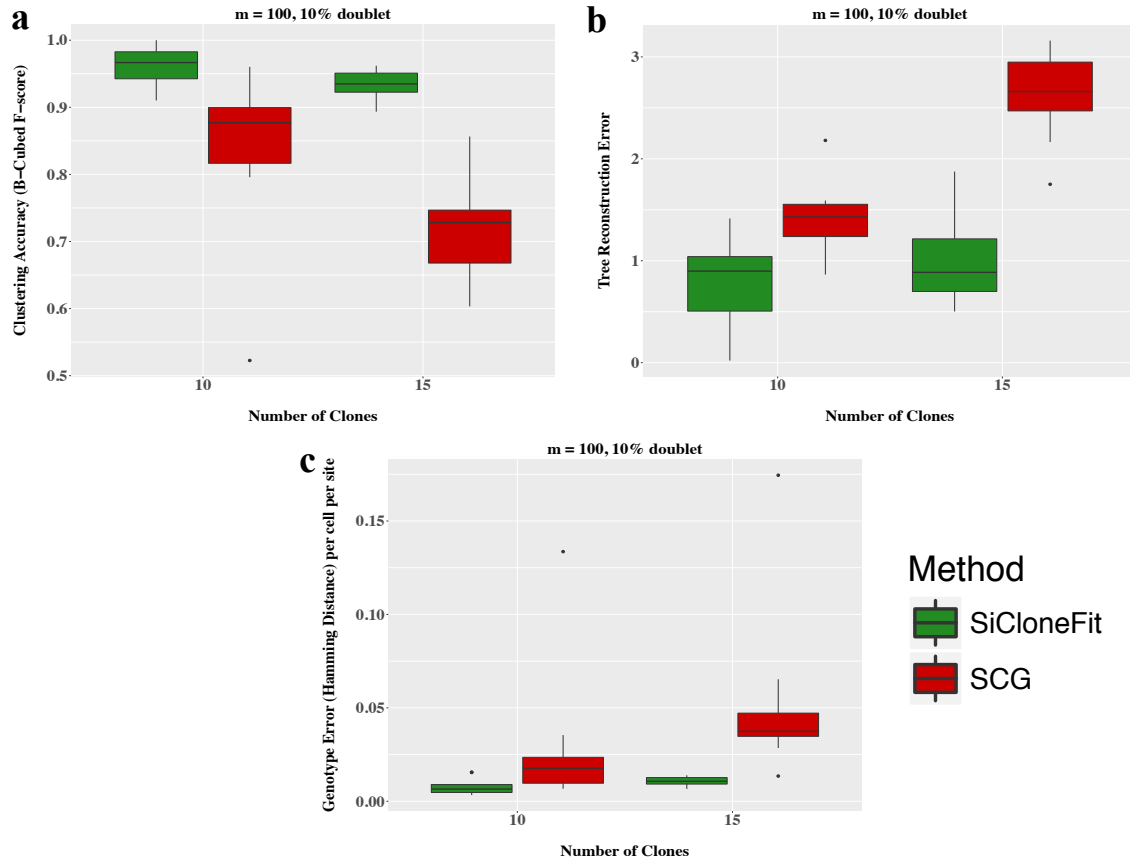 a
m = 100, 10% doublet
Clustering Accuracy (B-Cubed F-score)
1.0
0.9
0.8
0.7
0.6
0.5
10
15
Number of Clones
b
m = 100, 10% doublet
Tree Reconstruction Error
3
2
1
0
10
15
Number of Clones
c
m = 100, 10% doublet
Genotype Error (Hamming Distance) per cell per site
0.15
0.10
0.05
0.00
10
15
Number of Clones
Method
SiCloneFit
SCG